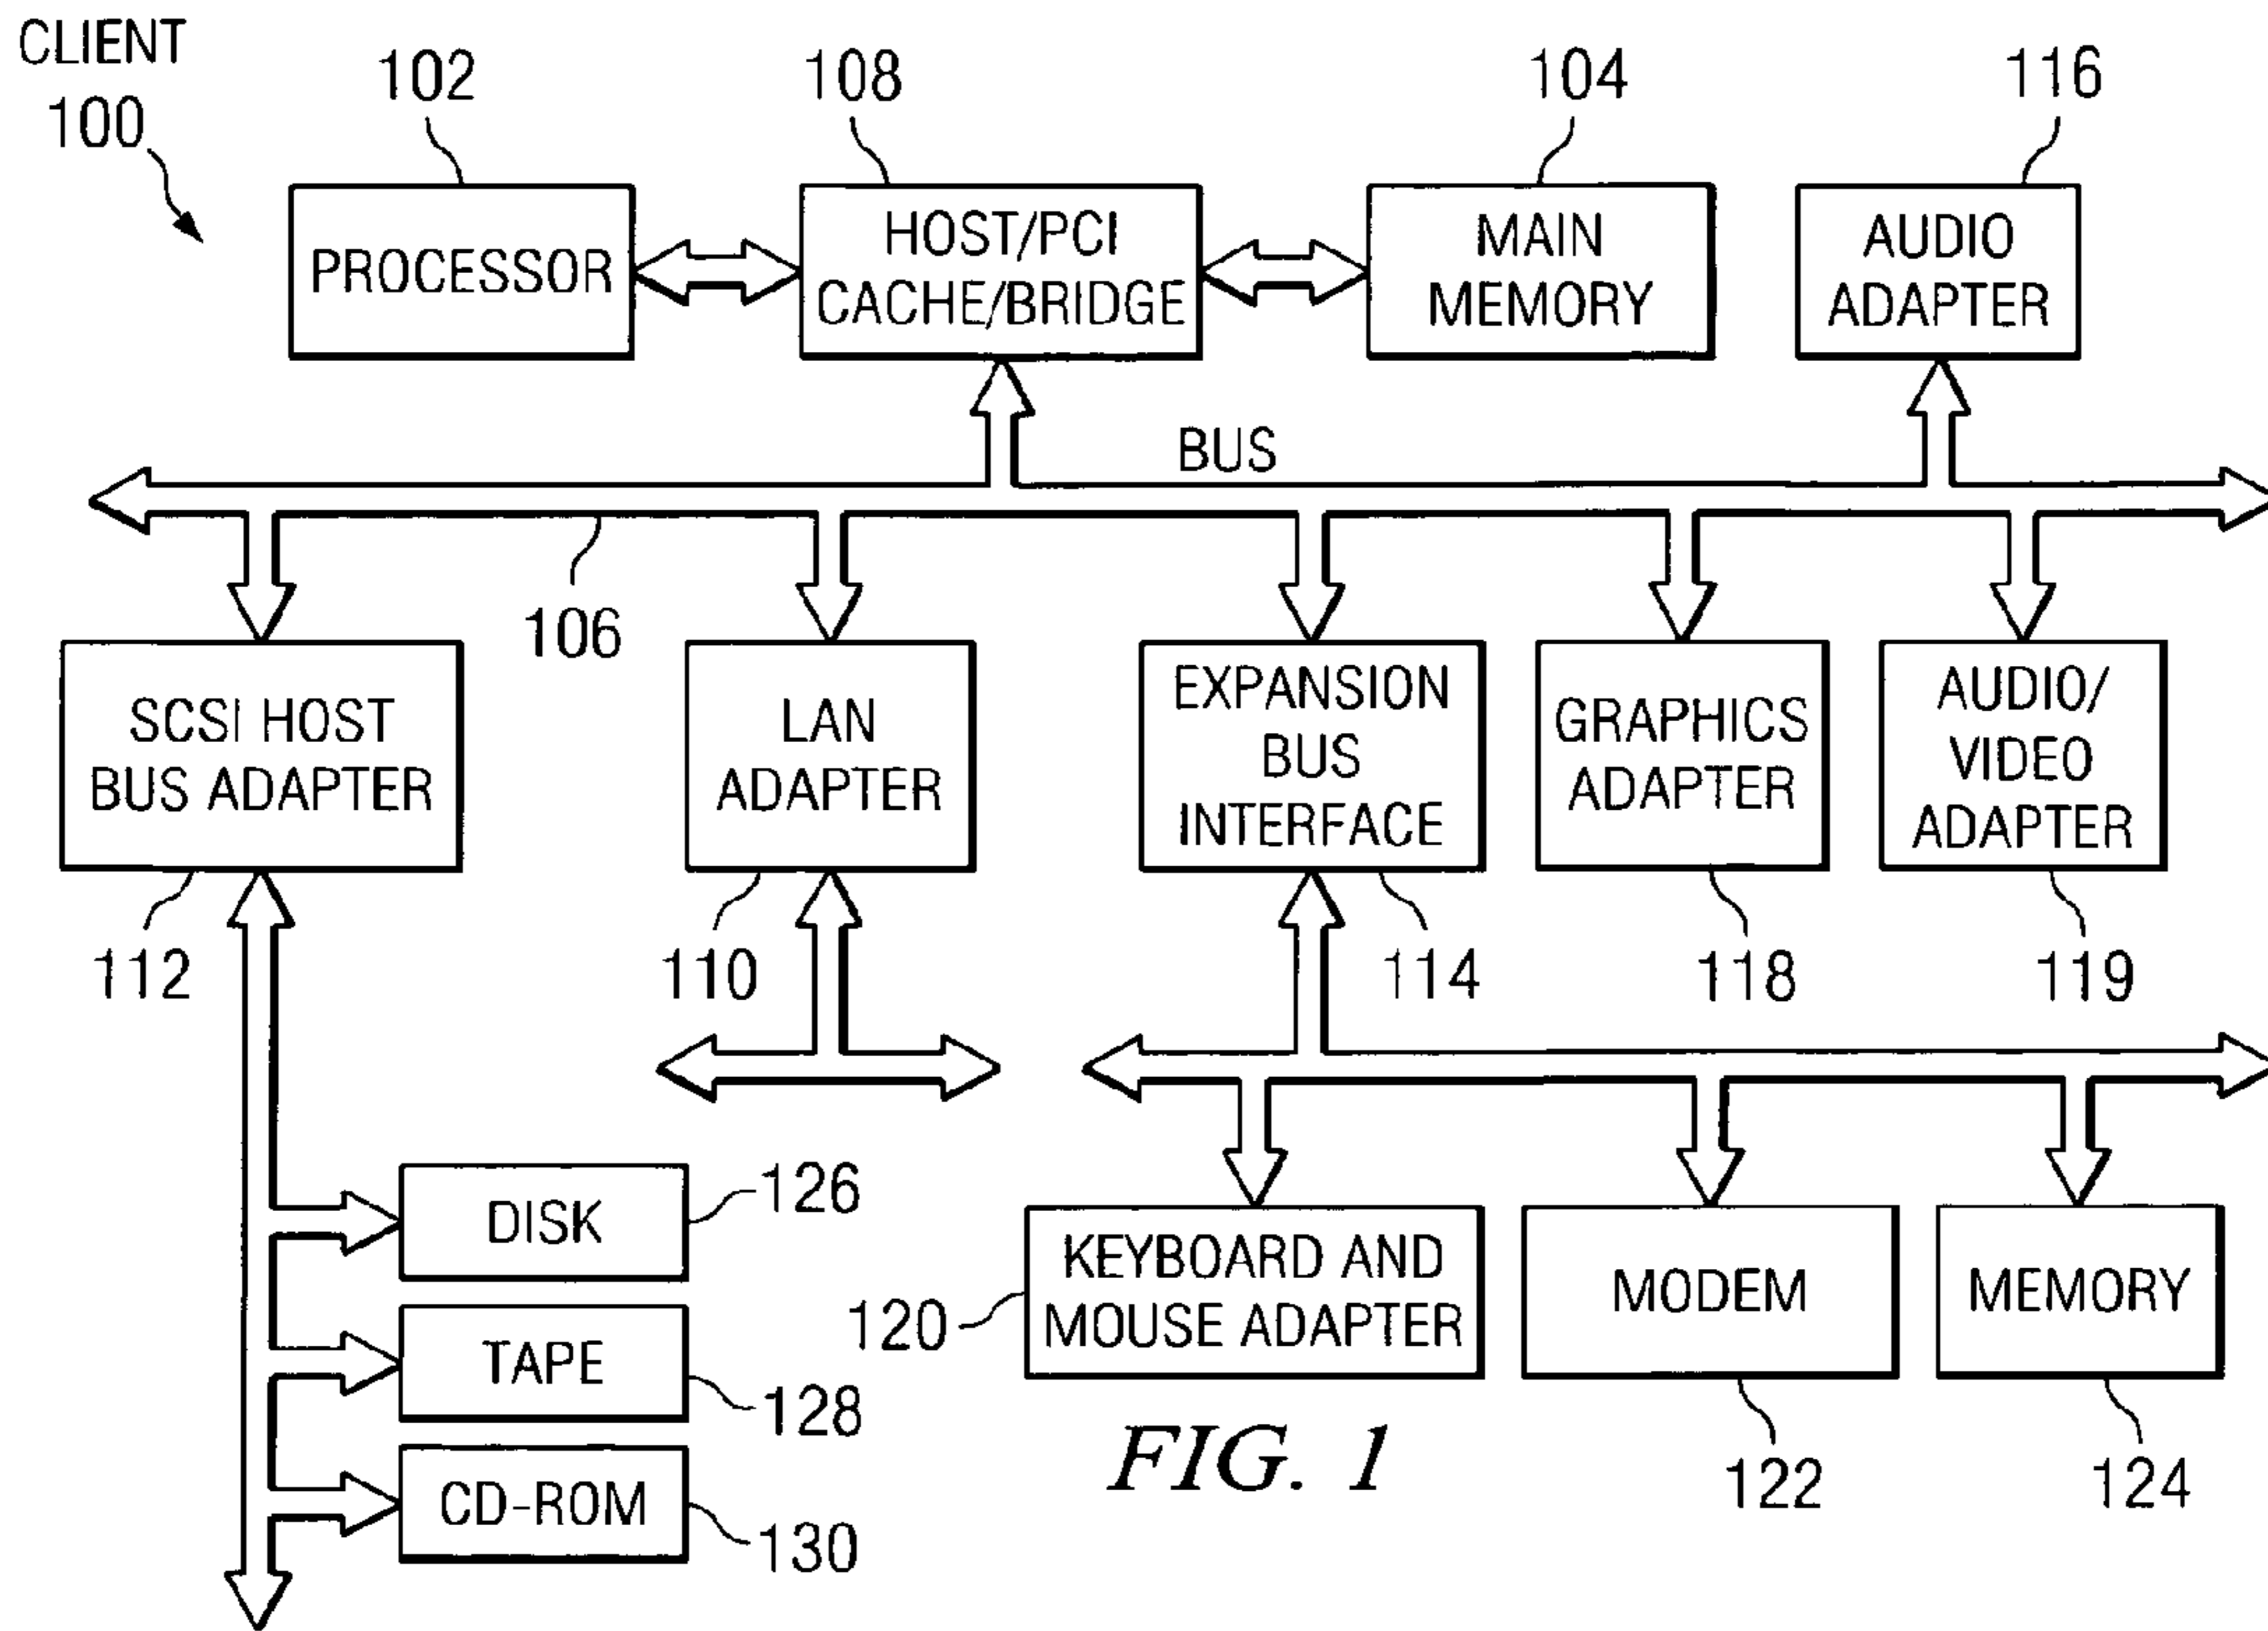 CLIENT
100
102
108
104
116
PROCESSOR
HOST/PCI
CACHE/BRIDGE
MAIN
MEMORY
AUDIO
ADAPTER
BUS
106
SCSI HOST
BUS ADAPTER
LAN
ADAPTER
EXPANSION
BUS
INTERFACE
GRAPHICS
ADAPTER
AUDIO/
VIDEO
ADAPTER
112
110
114
118
119
DISK
126
TAPE
128
CD-ROM
130
120
KEYBOARD AND
MOUSE ADAPTER
MODEM
MEMORY
122
124
FIG. 1